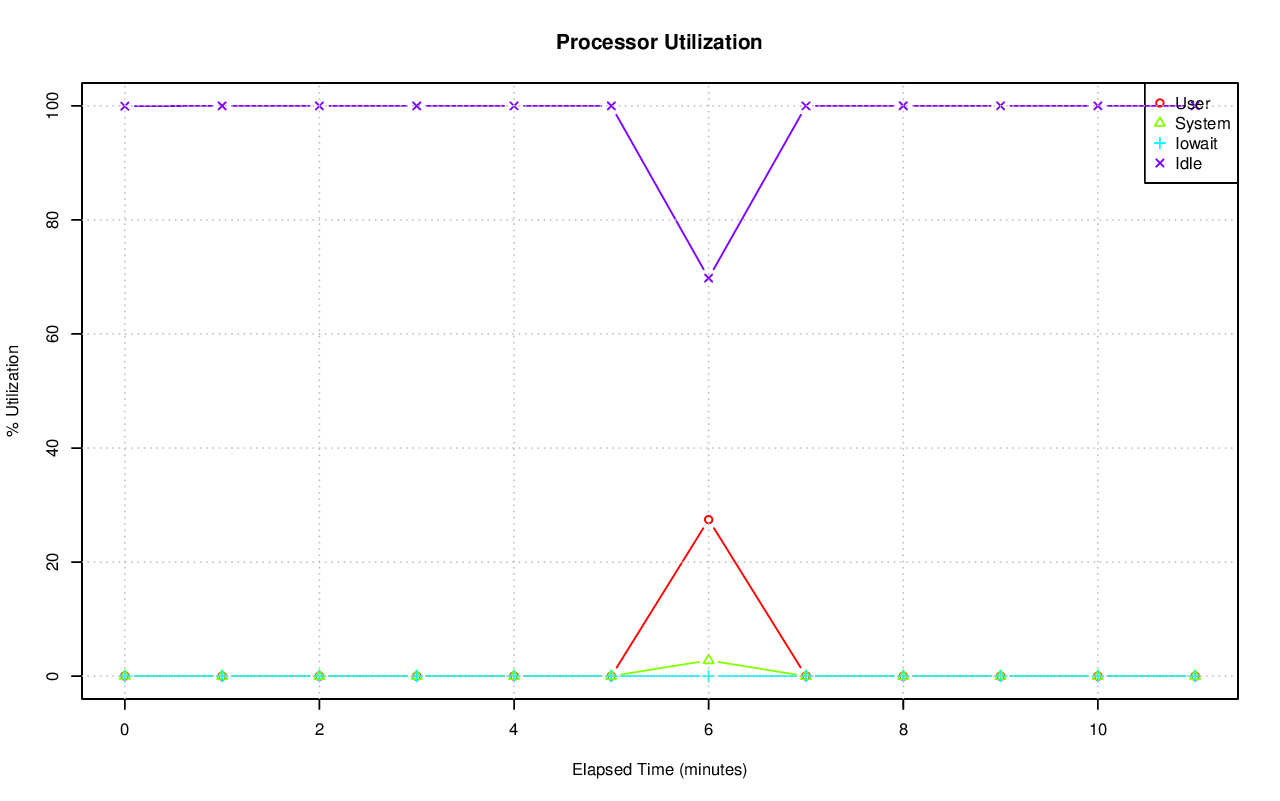 Processor Utilization
% Utilization
100
80
60
40
20
0
User
System
Iowait
Idle
0 2 4 6 8 10
Elapsed Time (minutes)